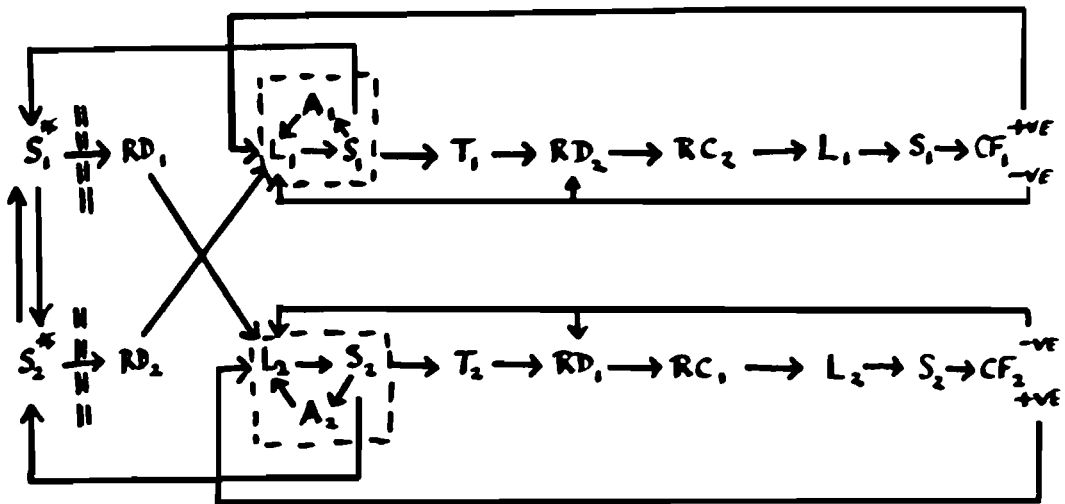 A₁
S₁* RD₁ L₁ S₁ T₁ RD₂ RC₂ L₁ S₁ CF₁ +VE
-VE
-VE
S₂* RD₂ L₂ S₂ T₂ RD₁ RC₁ L₂ S₂ CF₂
+VE
A₂